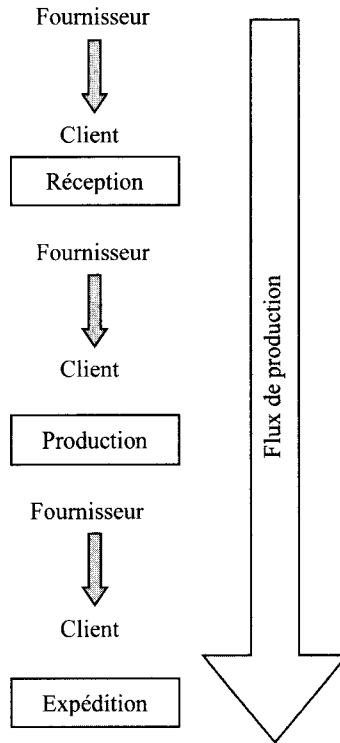 Fournisseur
Client
Réception
Fournisseur
Client
Production
Fournisseur
Client
Expédition
Flux de production